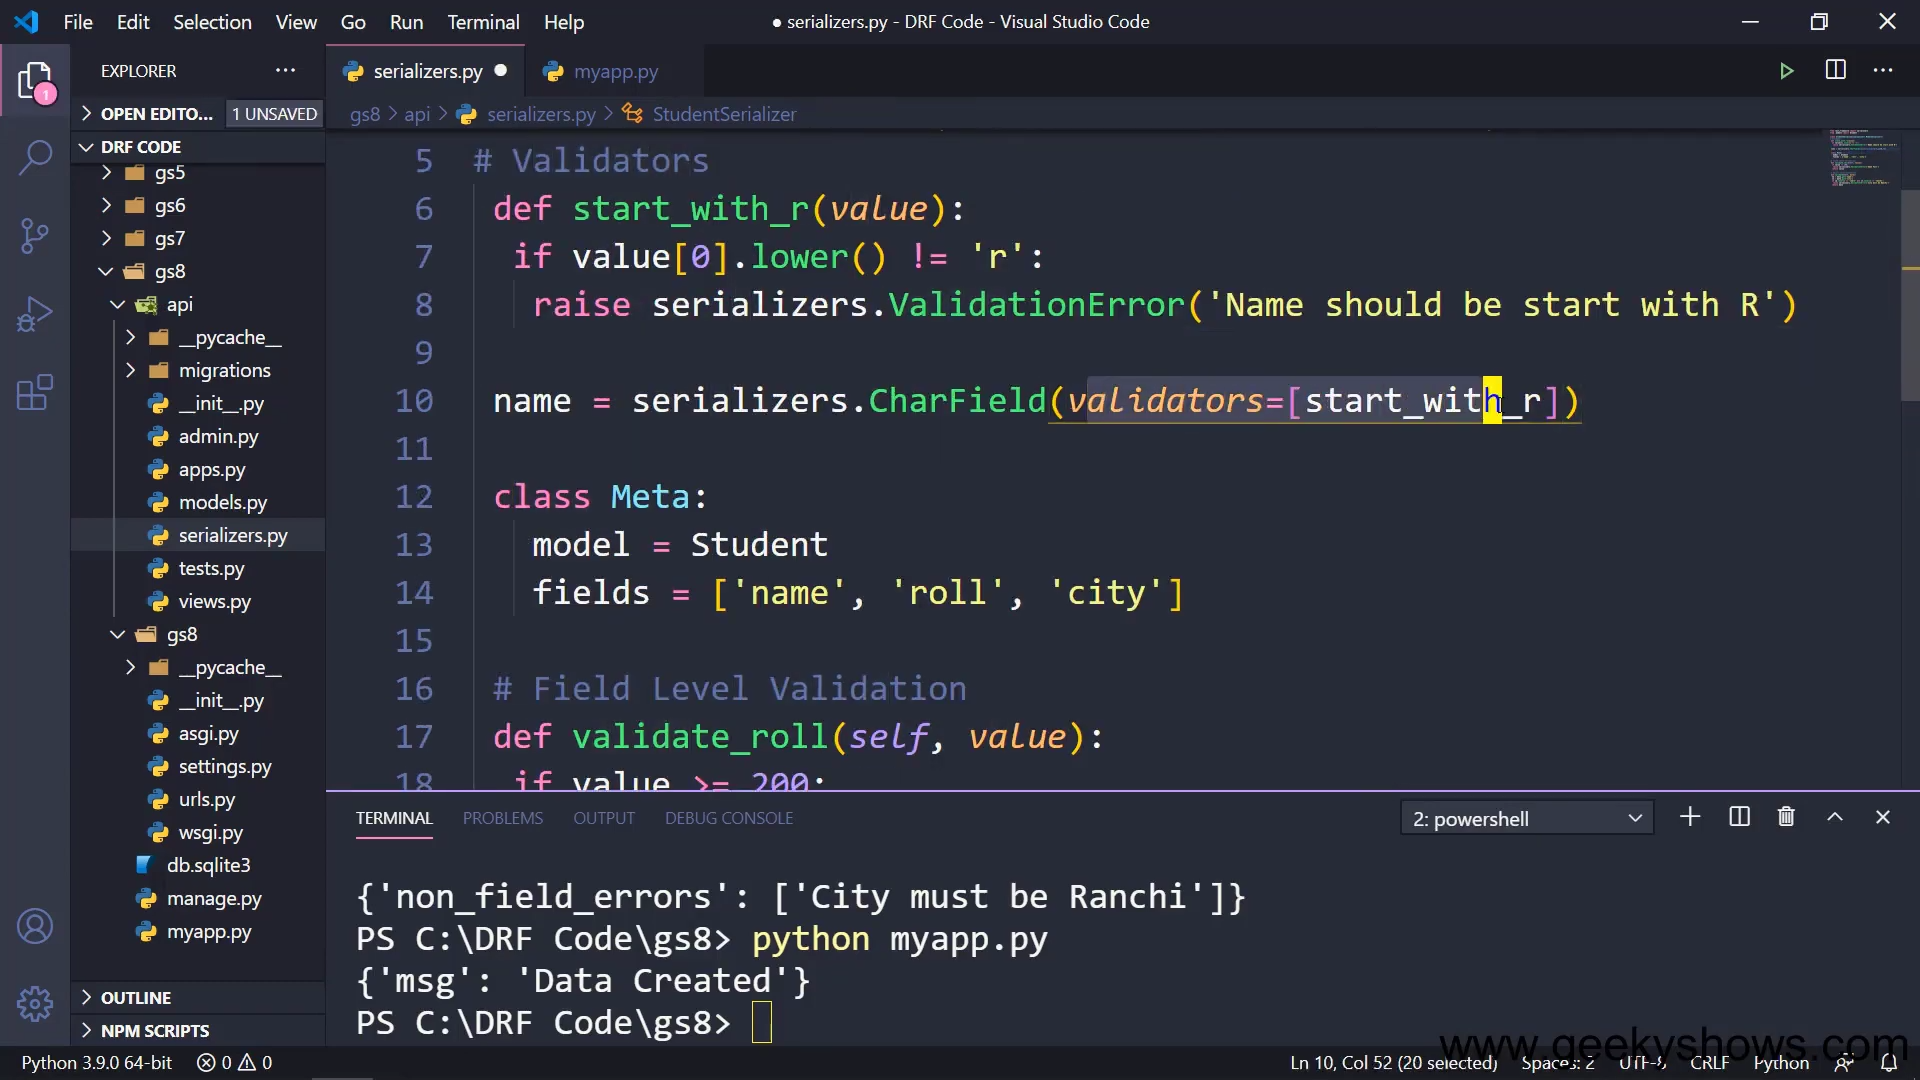 File Edit Selection View Go Run Terminal Help
● serializers.py - DRF Code - Visual Studio Code
EXPLORER
serializers.py
myapp.py
OPEN EDITO... 1 UNSAVED
gs8 > api > serializers.py > StudentSerializer
DRF CODE
gs5
gs6
gs7
gs8
api
__pycache__
migrations
__init__.py
admin.py
apps.py
models.py
serializers.py
tests.py
views.py
gs8
__pycache__
__init__.py
asgi.py
settings.py
urls.py
wsgi.py
db.sqlite3
manage.py
myapp.py
OUTLINE
NPM SCRIPTS
1
5 # Validators
6 def start_with_r(value):
7 if value[0].lower() != 'r':
8 raise serializers.ValidationError('Name should be start with R')
9
10 name = serializers.CharField(validators=[start_with_r])
11
12 class Meta:
13 model = Student
14 fields = ['name', 'roll', 'city']
15
16 # Field Level Validation
17 def validate_roll(self, value):
18 if value >= 200:
TERMINAL PROBLEMS OUTPUT DEBUG CONSOLE 2: powershell
{'non_field_errors': ['City must be Ranchi']}
PS C:\DRF Code\gs8> python myapp.py
{'msg': 'Data Created'}
PS C:\DRF Code\gs8>
www.geekyshows.com
Python 3.9.0 64-bit 0 0 Ln 10, Col 52 (20 selected) Spaces: 2 UTF-8 CRLF Python